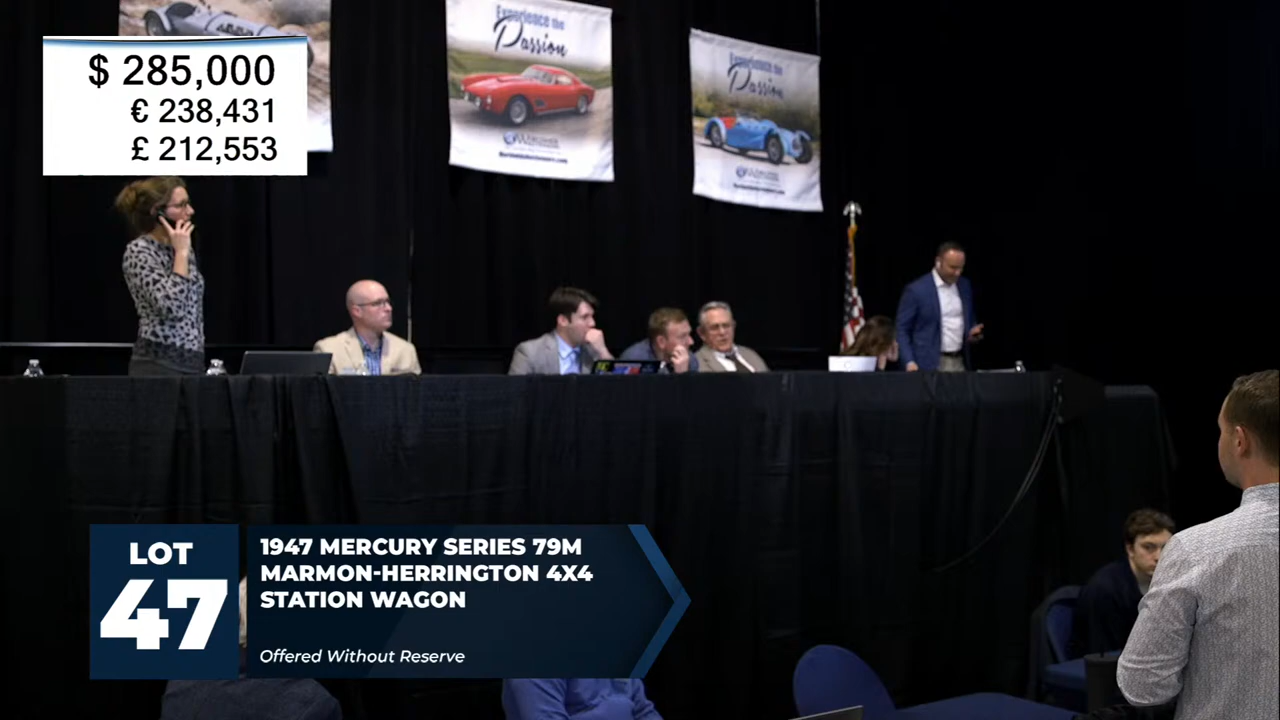 $ 285,000
€ 238,431
£ 212,553
Experience the
Passion
Experience the
Passion
LOT
47
1947 MERCURY SERIES 79M
MARMON-HERRINGTON 4X4
STATION WAGON
Offered Without Reserve